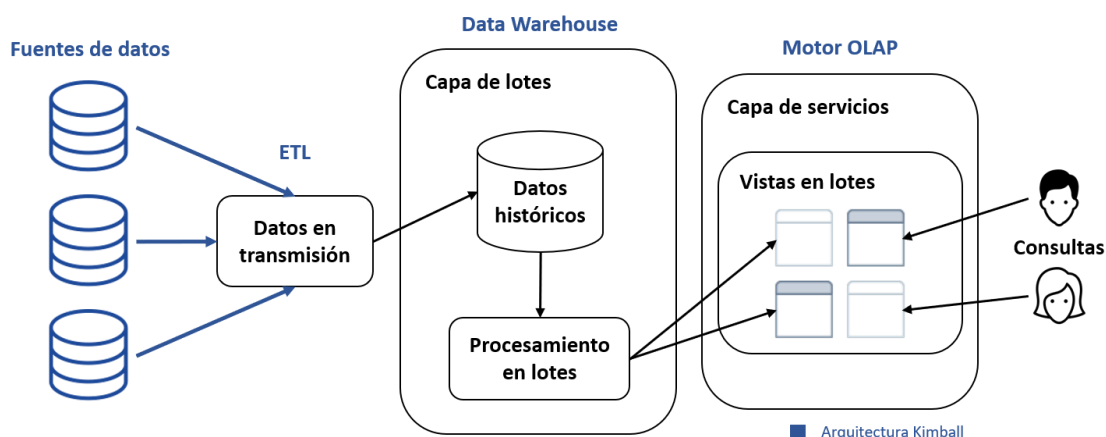 Data Warehouse
Fuentes de datos
Motor OLAP
Capa de lotes
Capa de servicios
ETL
Datos
históricos
Vistas en lotes
Datos en
transmisión
Consultas
Procesamiento
en lotes
Arquitectura Kimball